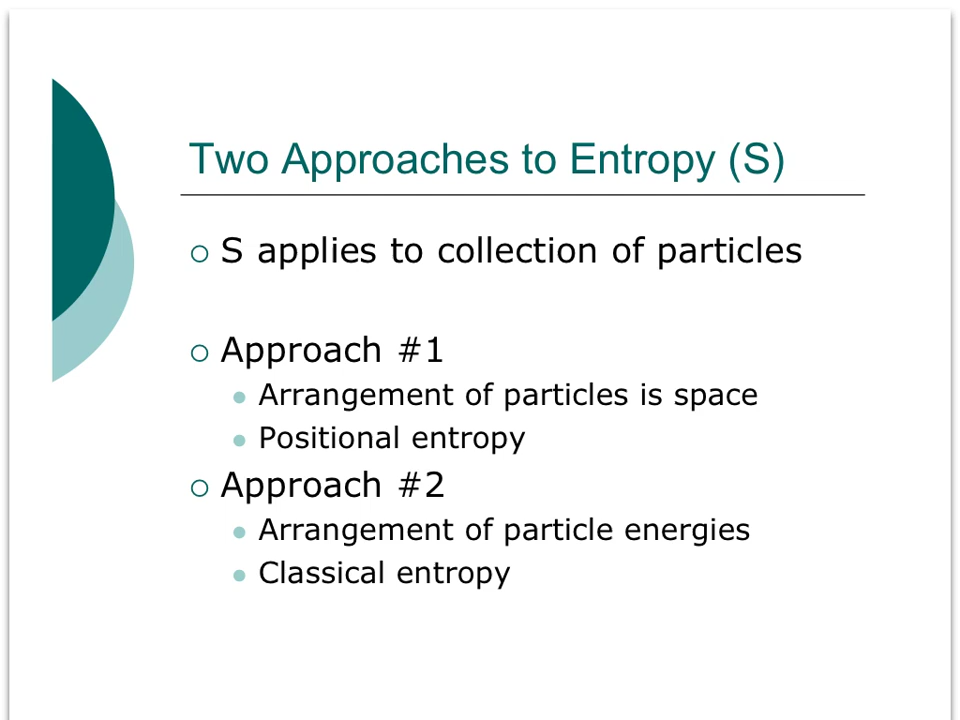 Two Approaches to Entropy (S)
S applies to collection of particles
Approach #1
Arrangement of particles is space
Positional entropy
Approach #2
Arrangement of particle energies
Classical entropy